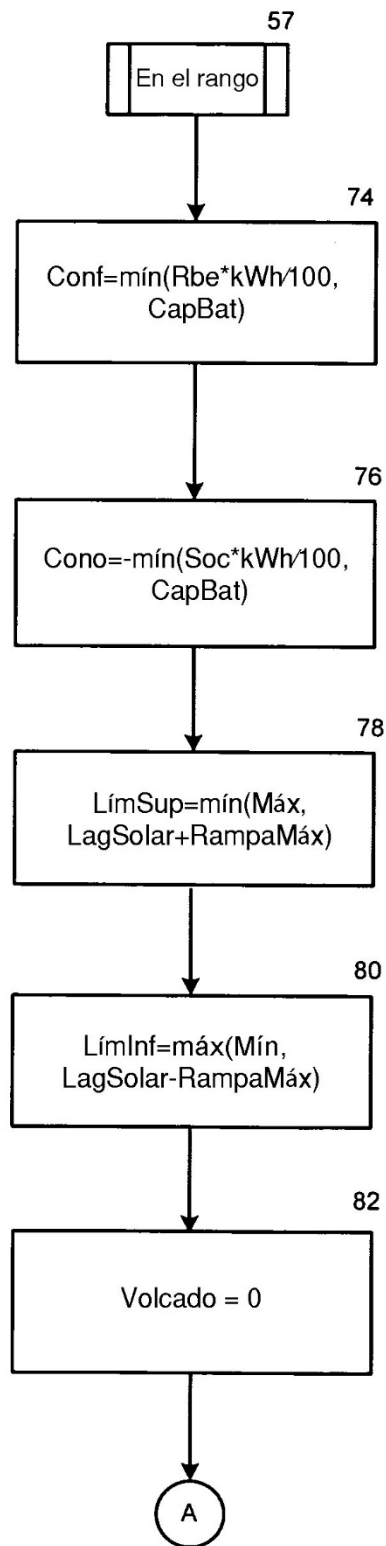 57
En el rango
74
Conf=mín(Rbe*kWh/100,
CapBat)
76
Cono=-mín(Soc*kWh/100,
CapBat)
78
LímSup=mín(Máx,
LagSolar+RampaMáx)
80
LímInf=máx(Mín,
LagSolar-RampaMáx)
82
Volcado = 0
A